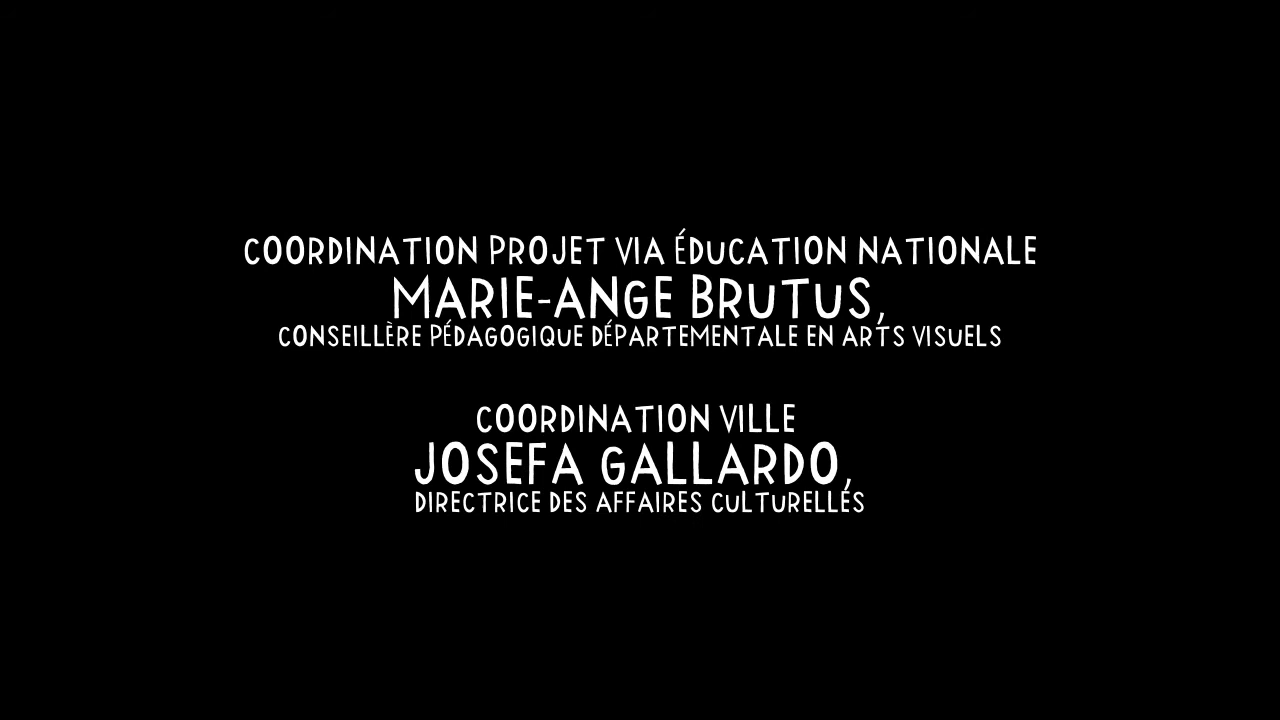 COORDINATION PROJET VIA ÉDUCATION NATIONALE
MARIE-ANGE BRUTUS,
CONSEILLÈRE PÉDAGOGIQUE DÉPARTEMENTALE EN ARTS VISUELS
COORDINATION VILLE
JOSEFA GALLARDO,
DIRECTRICE DES AFFAIRES CULTURELLES